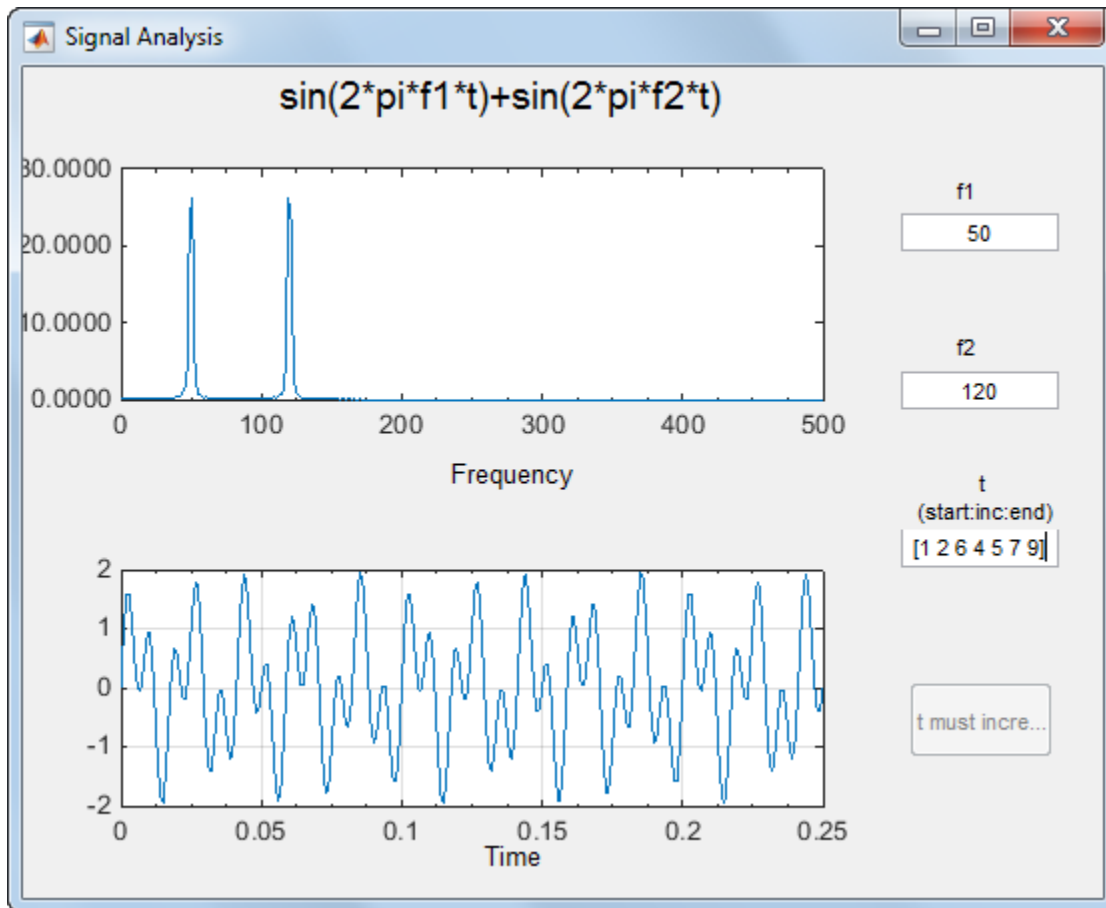 Signal Analysis
sin(2*pi*f1*t)+sin(2*pi*f2*t)
30.0000
20.0000
10.0000
0.0000
0 100 200 300 400 500
Frequency
2
1
0
-1
-2
0 0.05 0.1 0.15 0.2 0.25
Time
f1
50
f2
120
t
(start:inc:end)
[1 2 6 4 5 7 9]
t must incre...